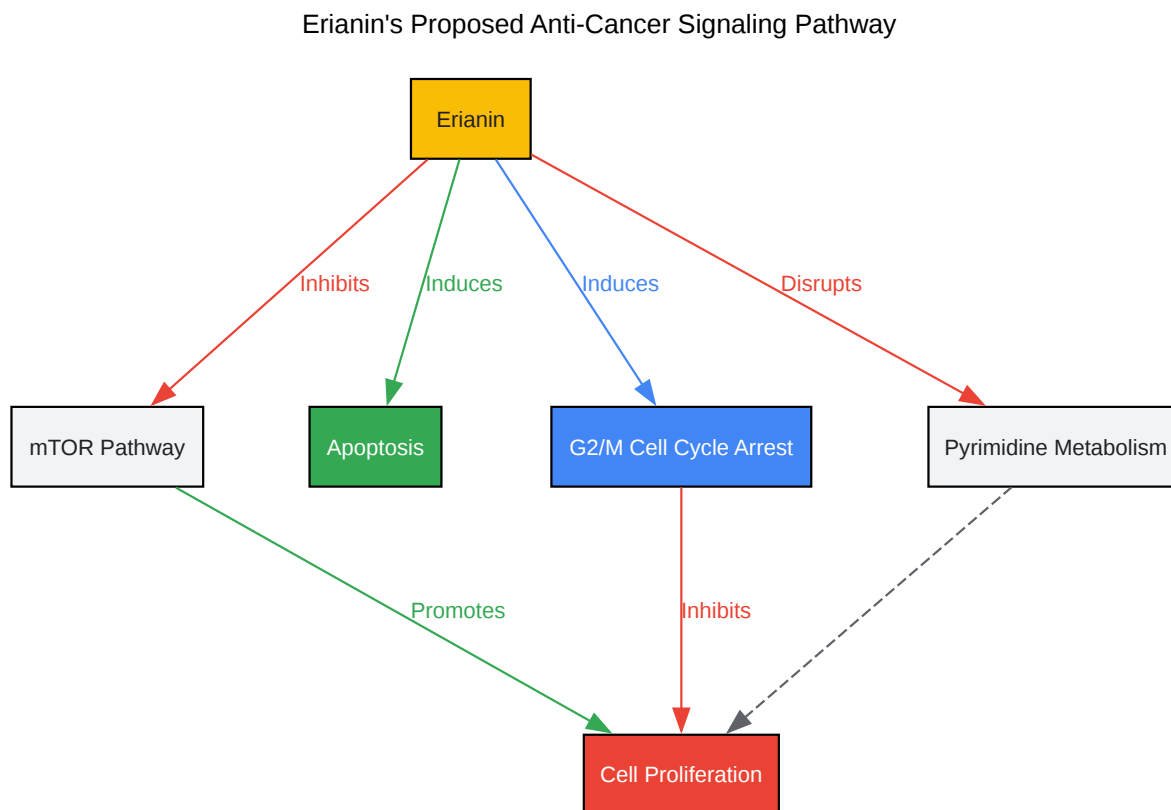 Erianin's Proposed Anti-Cancer Signaling Pathway
Erianin
Inhibits
Induces
Induces
Disrupts
mTOR Pathway
Apoptosis
G2/M Cell Cycle Arrest
Pyrimidine Metabolism
Promotes
Inhibits
Cell Proliferation